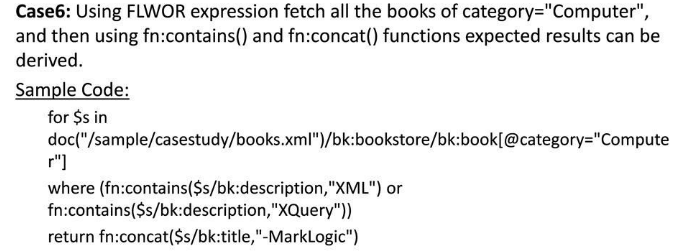 Case6: Using FLWOR expression fetch all the books of category="Computer",
and then using fn:contains() and fn:concat() functions expected results can be
derived.
Sample Code:
for $s in
doc("/sample/casestudy/books.xml")/bk:bookstore/bk:book[@category="Compute
r"]
where (fn:contains($s/bk:description,"XML") or
fn:contains($s/bk:description,"XQuery"))
return fn:concat($s/bk:title,"-MarkLogic")